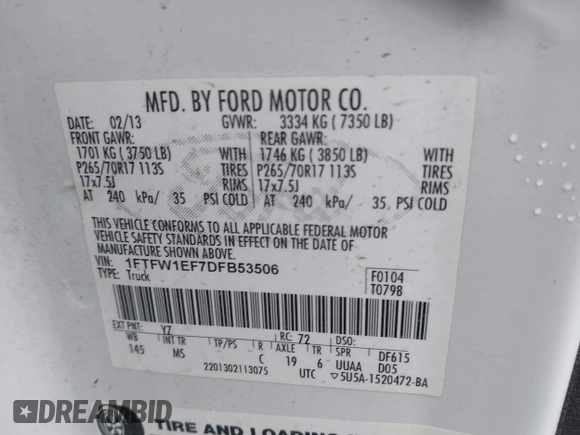 MFD. BY FORD MOTOR CO.
DATE: 02/13 GVWR: 3334 KG ( 7350 LB)
FRONT GAWR: REAR GAWR:
1701 KG ( 3750 LB) WITH 1746 KG ( 3850 LB) WITH
P265/70R17 113S TIRES P265/70R17 113S TIRES
17x7.5J RIMS 17x7.5J RIMS
AT 240 kPa/ 35 PSI COLD AT 240 kPa/ 35 PSI COLD
THIS VEHICLE CONFORMS TO ALL APPLICABLE FEDERAL MOTOR
VEHICLE SAFETY STANDARDS IN EFFECT ON THE DATE OF
MANUFACTURE SHOWN ABOVE.
VIN: 1FTFW1EF7DFB53506 F0104
TYPE: Truck T0798
EXT PNT: YZ RC: 72 DSO:
WB INT TR TP/PS R AXLE TR SPR DF615
145 MS C 19 6 UUAA D05
2201302113075 UTC ▽5U5A-1520472-BA
DREAMBID
TIRE AND LOADING